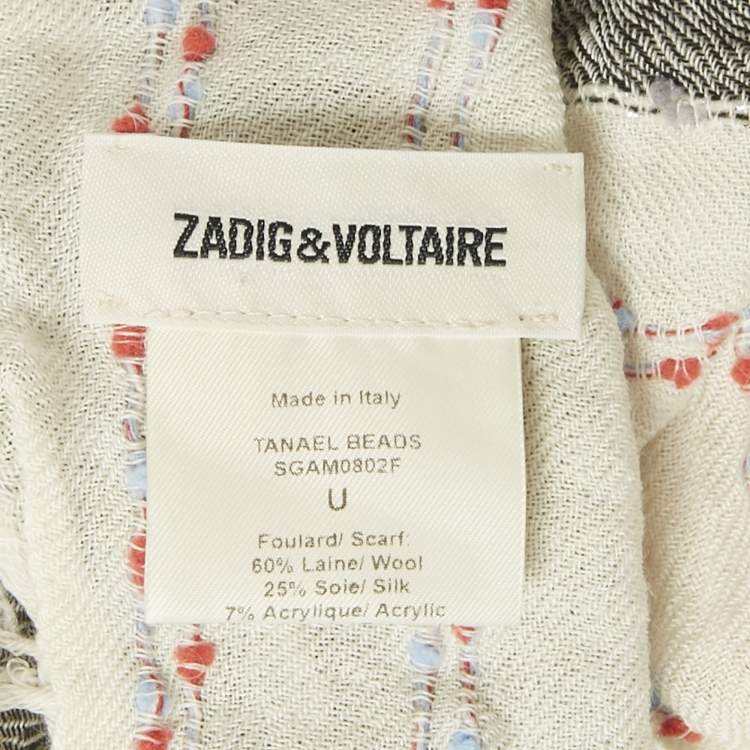 ZADIG&VOLTAIRE
Made in Italy
TANAEL BEADS
SGAM0802F
U
Foulard/ Scarf:
60% Laine/ Wool
25% Soie/ Silk
7% Acrylique/ Acrylic